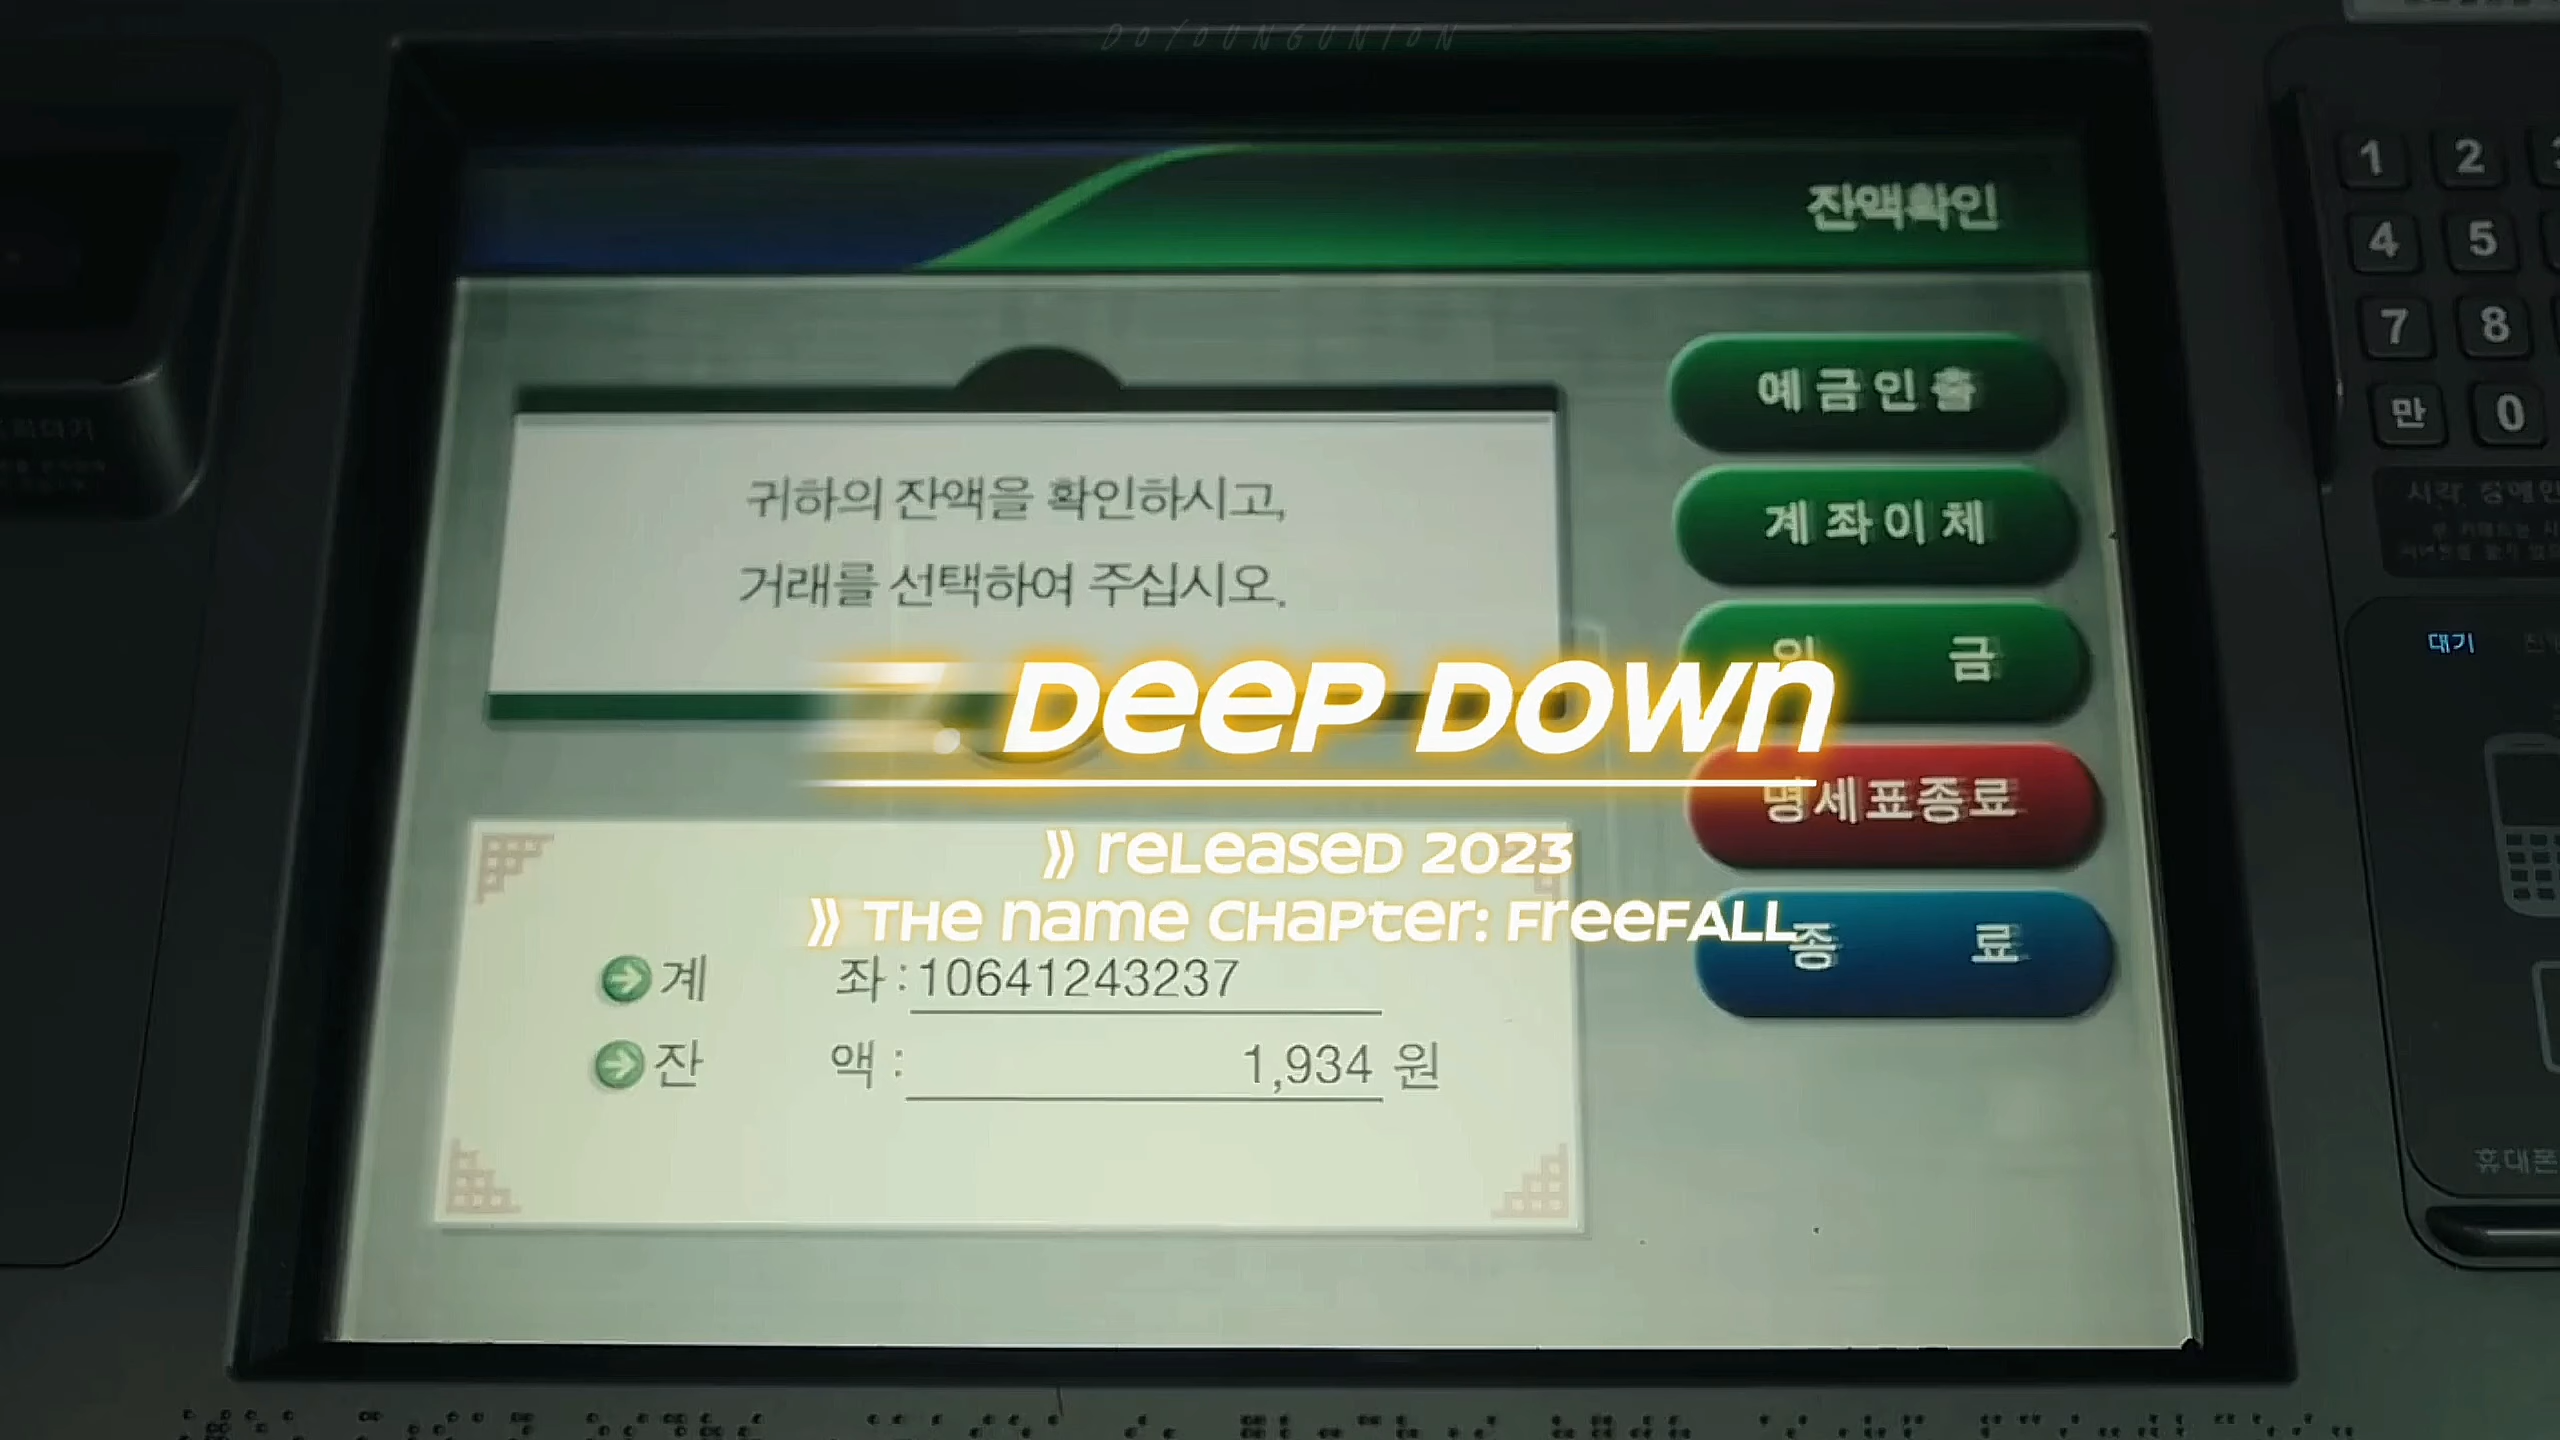 DOYOUNGUNION
잔액확인
1 2
4 5
7 8
만 0
예금인출
귀하의 잔액을 확인하시고,
거래를 선택하여 주십시오.
계좌이체
금
대기
7. Deep Down
명세표종료
》 released 2023
》 The Name Chapter: FREEFALL
종 료
계 좌 : 10641243237
잔 액 : 1,934 원
휴대폰